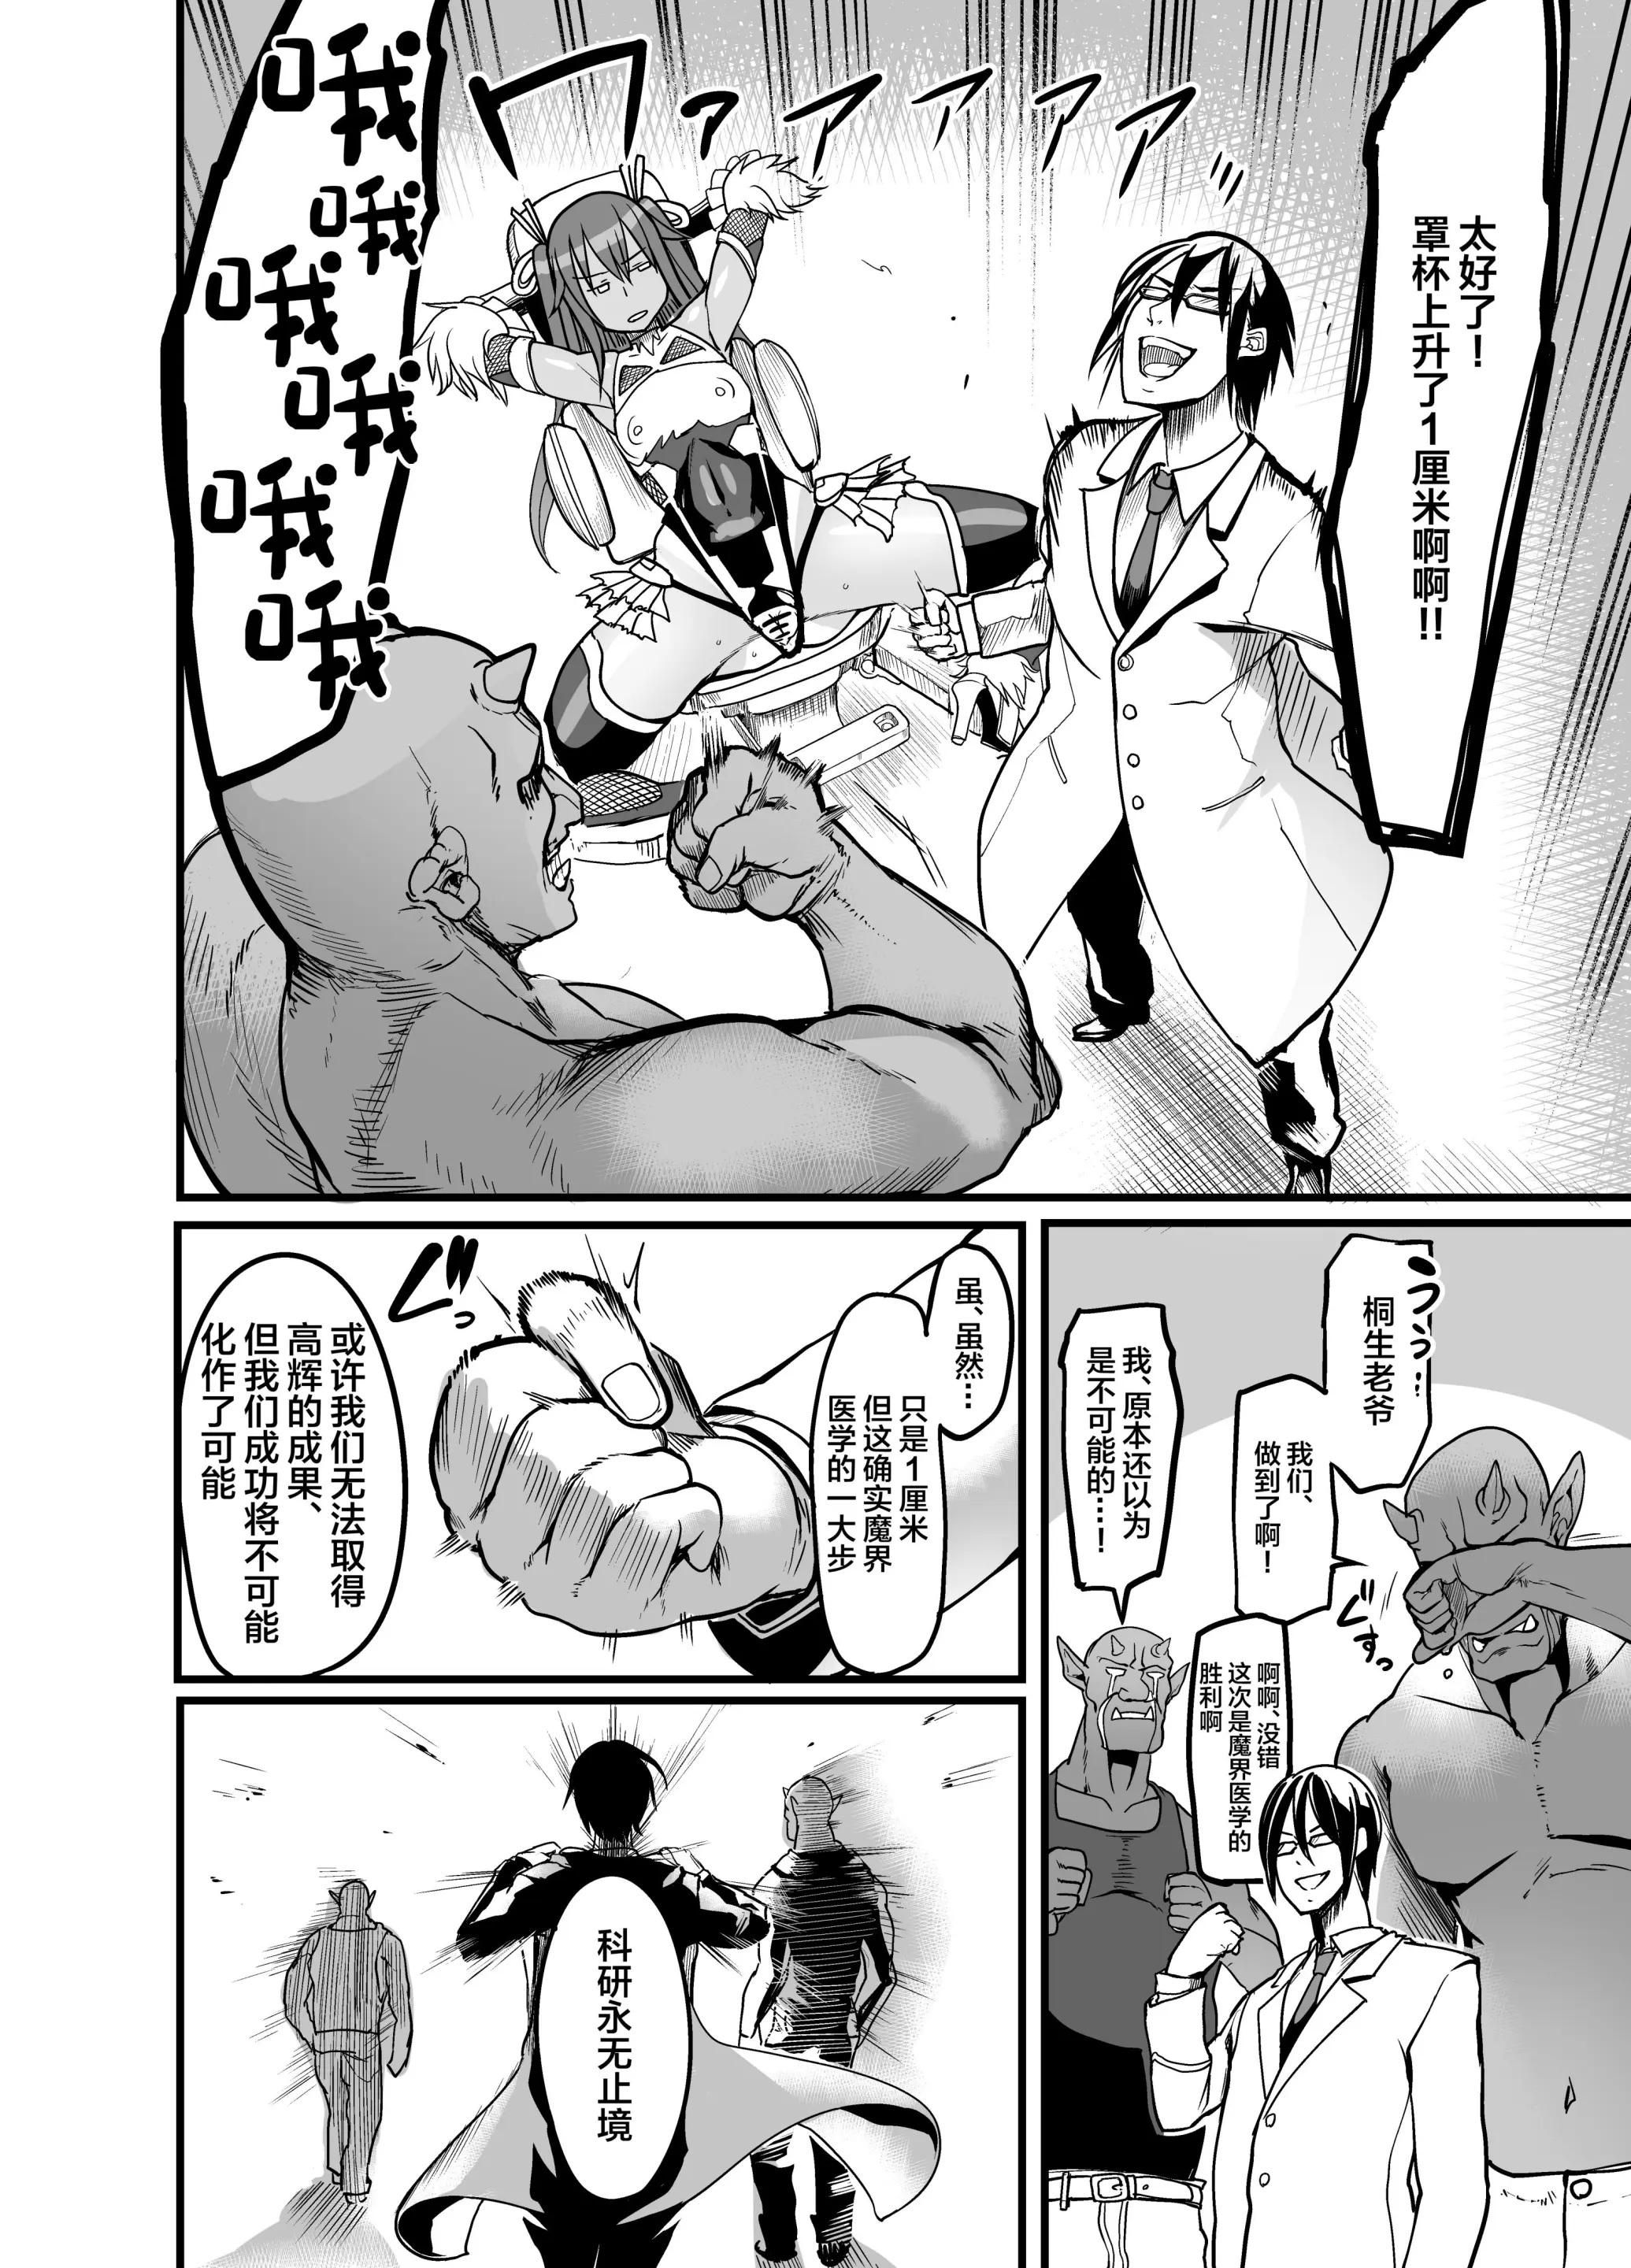 太好了！
罩杯上升了1厘米啊啊!!
ワァァァァァァ
哦
哦
哦
哦
哦
哦
うぅぅ
桐生老爷
我们、
做到了啊！
ぐすっ
我、原本还以为
是不可能的…！
啊啊、没错
这次是魔界医学的
胜利啊
虽、虽然…
只是1厘米
但这确实魔界
医学的一大步
ぐっ
或许我们无法取得
高辉的成果、
但我们成功将不可能
化作了可能
科研永无止境